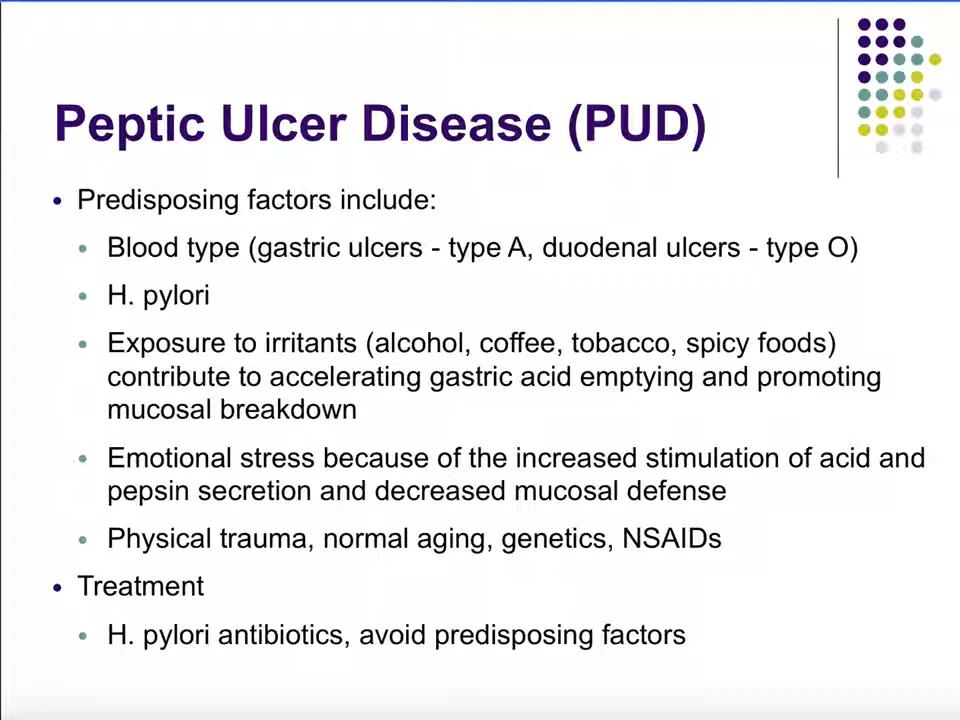 Peptic Ulcer Disease (PUD)
• Predisposing factors include:
• Blood type (gastric ulcers - type A, duodenal ulcers - type O)
• H. pylori
• Exposure to irritants (alcohol, coffee, tobacco, spicy foods)
contribute to accelerating gastric acid emptying and promoting
mucosal breakdown
• Emotional stress because of the increased stimulation of acid and
pepsin secretion and decreased mucosal defense
• Physical trauma, normal aging, genetics, NSAIDs
• Treatment
• H. pylori antibiotics, avoid predisposing factors